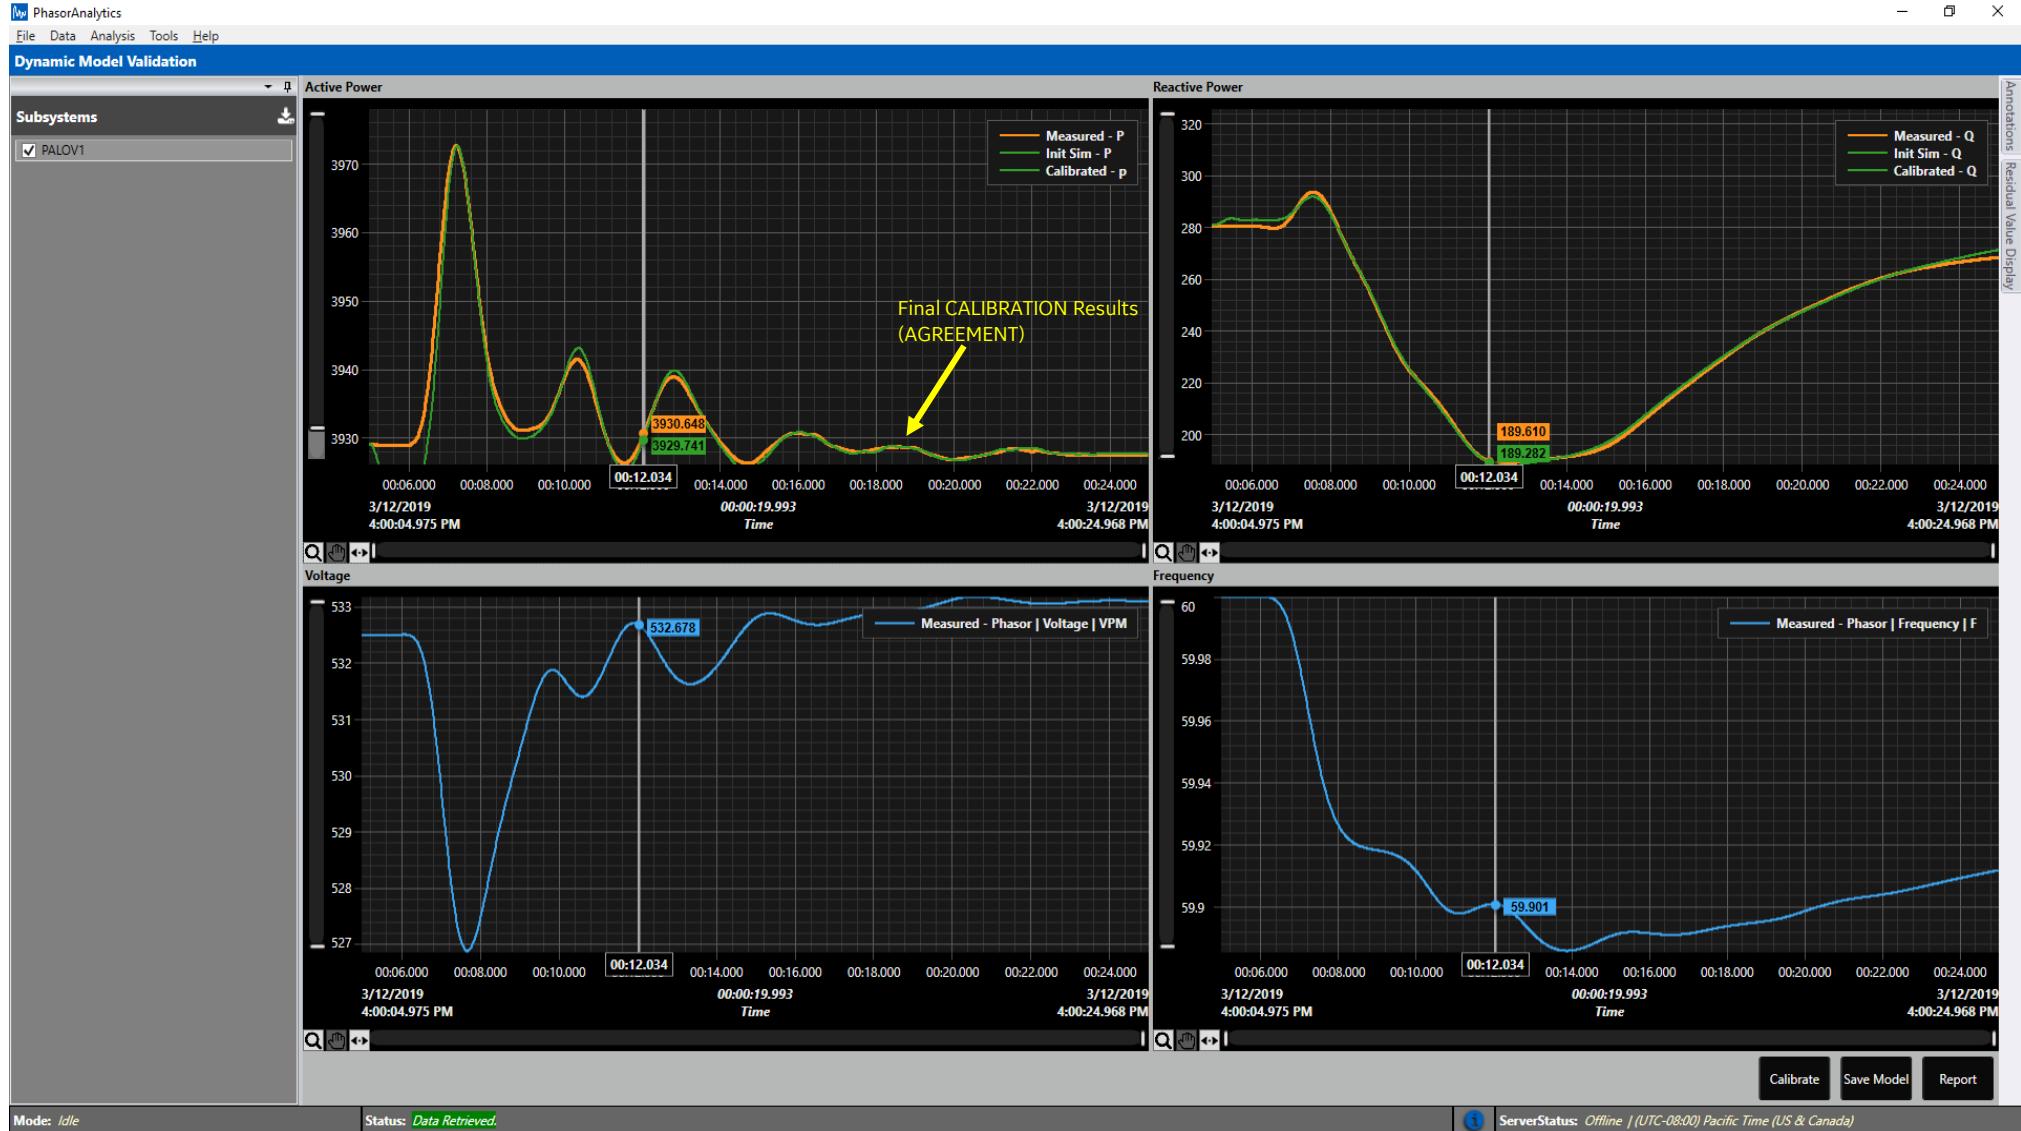 PhasorAnalytics
File Data Analysis Tools Help
Dynamic Model Validation
Subsystems
PALOV1
Active Power
Measured - P
Init Sim - P
Calibrated - p
3970
3960
3950
3940
3930
Final CALIBRATION Results
(AGREEMENT)
3930.648
3929.741
00:06.000 00:08.000 00:10.000 00:12.034 00:14.000 00:16.000 00:18.000 00:20.000 00:22.000 00:24.000
3/12/2019 00:00:19.993 3/12/2019
4:00:04.975 PM Time 4:00:24.968 PM
Reactive Power
Measured - Q
Init Sim - Q
Calibrated - Q
320
300
280
260
240
220
200
189.610
189.282
00:06.000 00:08.000 00:10.000 00:12.034 00:14.000 00:16.000 00:18.000 00:20.000 00:22.000 00:24.000
3/12/2019 00:00:19.993 3/12/2019
4:00:04.975 PM Time 4:00:24.968 PM
Annotations
Residual Value Display
Voltage
Measured - Phasor | Voltage | VPM
533
532
531
530
529
528
527
532.678
00:06.000 00:08.000 00:10.000 00:12.034 00:14.000 00:16.000 00:18.000 00:20.000 00:22.000 00:24.000
3/12/2019 00:00:19.993 3/12/2019
4:00:04.975 PM Time 4:00:24.968 PM
Frequency
Measured - Phasor | Frequency | F
60
59.98
59.96
59.94
59.92
59.9
59.901
00:06.000 00:08.000 00:10.000 00:12.034 00:14.000 00:16.000 00:18.000 00:20.000 00:22.000 00:24.000
3/12/2019 00:00:19.993 3/12/2019
4:00:04.975 PM Time 4:00:24.968 PM
Calibrate Save Model Report
Mode: Idle Status: Data Retrieved. ServerStatus: Offline | (UTC-08:00) Pacific Time (US & Canada)